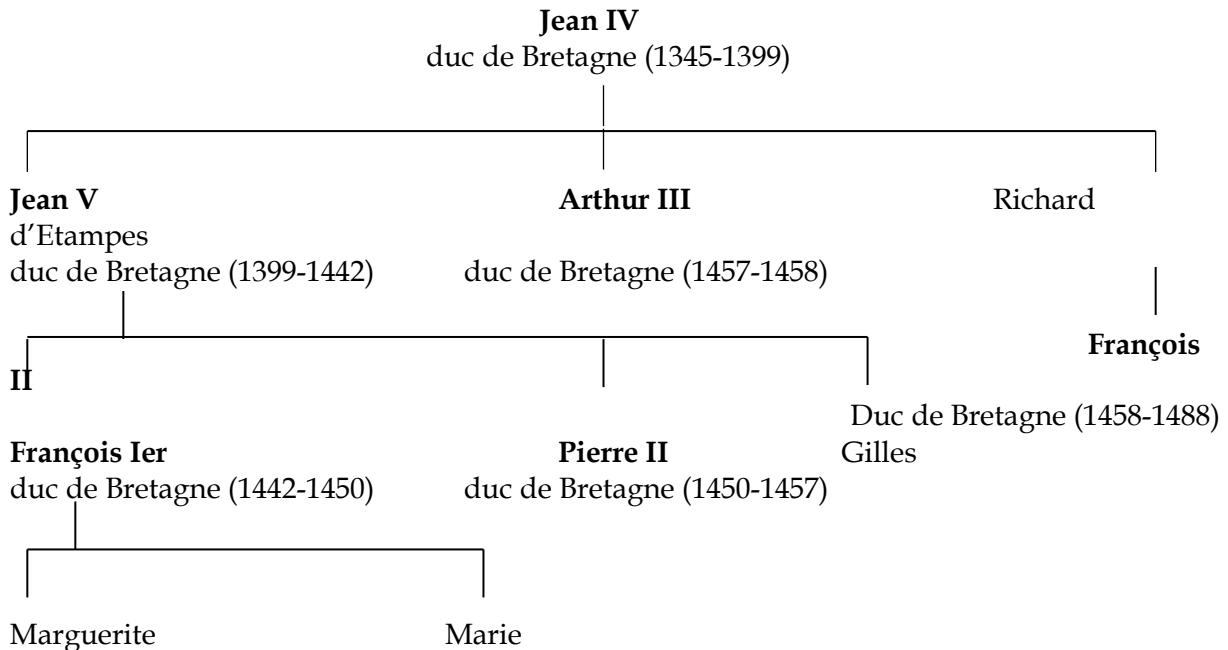 Jean IV
duc de Bretagne (1345-1399)
Jean V Arthur III Richard
d’Etampes
duc de Bretagne (1399-1442) duc de Bretagne (1457-1458)
François
II
Duc de Bretagne (1458-1488)
François Ier Pierre II Gilles
duc de Bretagne (1442-1450) duc de Bretagne (1450-1457)
Marguerite Marie